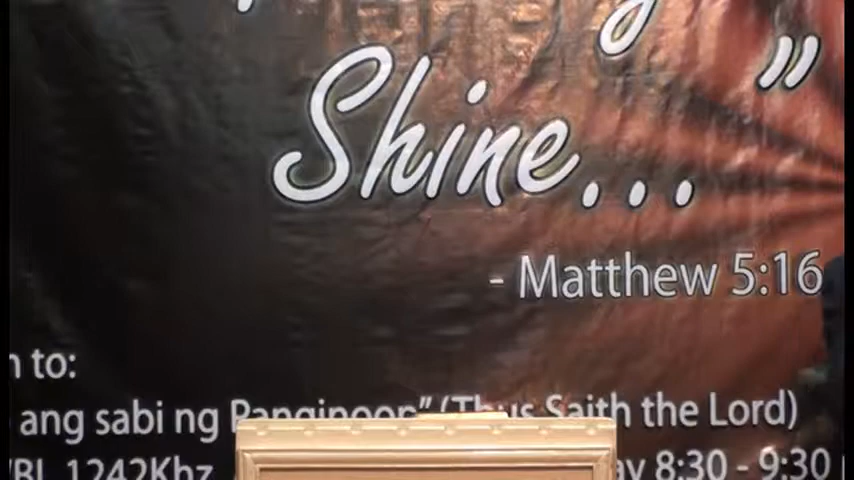 Shine...”
- Matthew 5:16
to:
ang sabi ng Panginoon” (Thus Saith the Lord)
1242Khz 8:30 - 9:30